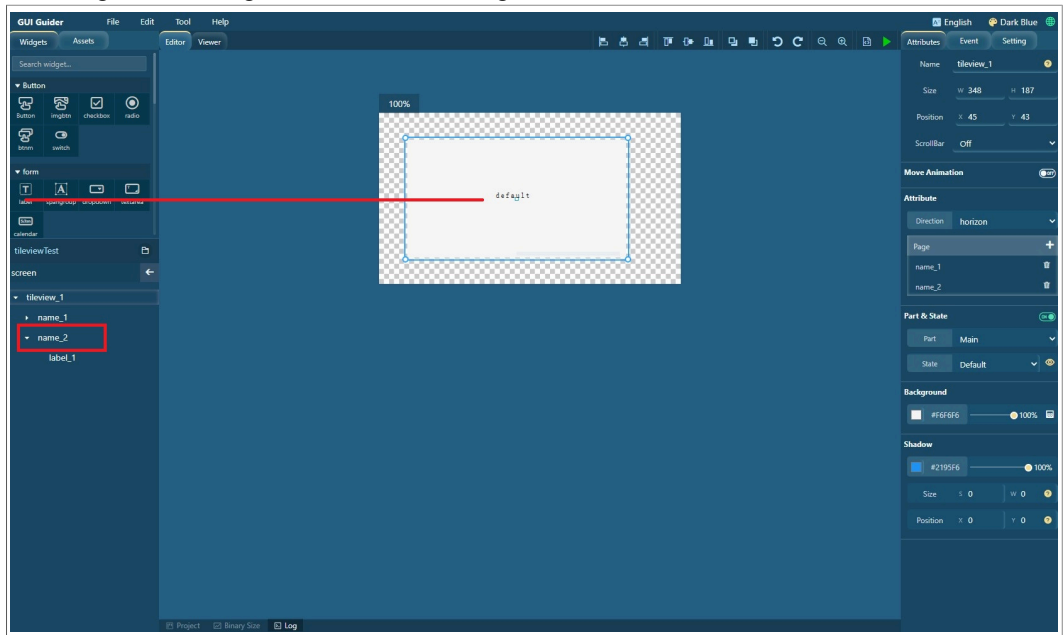 GUI Guider File Edit Tool Help English Dark Blue
Widgets Assets Editor Viewer Attributes Event Setting
Search widget...
Name tileview_1
Button
Size W 348 H 187
100%
Button imgbtn checkbox radio
Position X 45 Y 43
btnm switch
ScrollBar Off
form
Move Animation OFF
default
label spangroup dropdown textarea
Attribute
Direction horizon
calendar
Page
tileviewTest
name_1
screen
name_2
tileview_1
name_1
Part & State ON
name_2
Part Main
label_1
State Default
Background
#F6F6F6 100%
Shadow
#2195F6 100%
Size S 0 W 0
Position X 0 Y 0
Project Binary Size Log